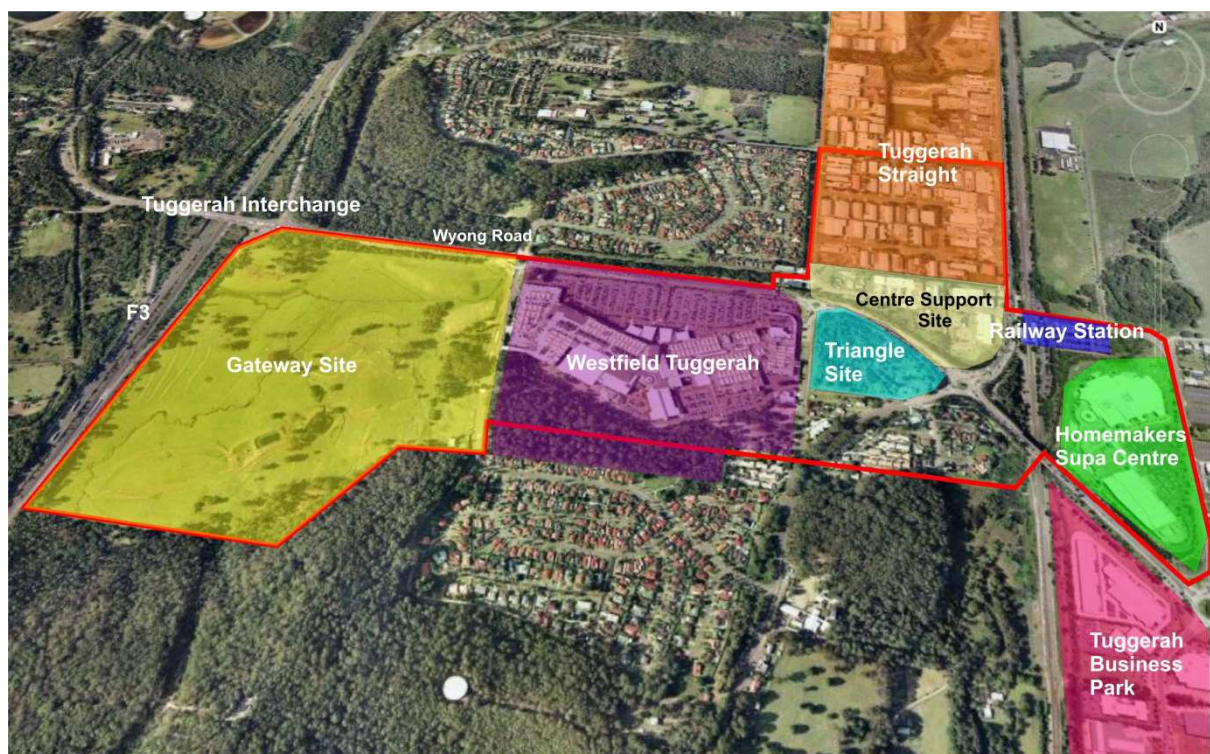 N
Tuggerah
Straight
Tuggerah Interchange
Wyong Road
F3
Centre Support
Site
Railway Station
Gateway Site
Westfield Tuggerah
Triangle
Site
Homemakers
Supa Centre
Tuggerah
Business
Park